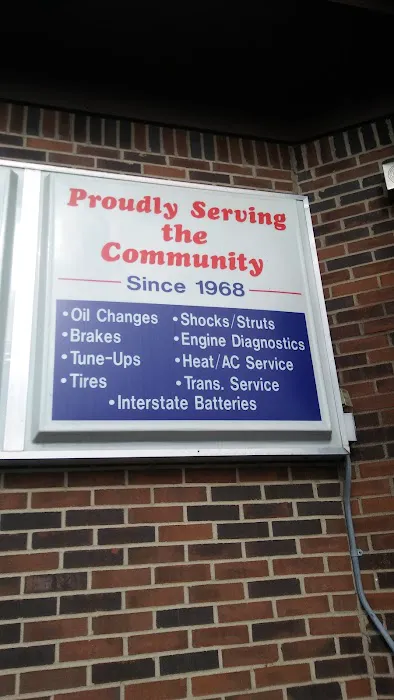 Proudly Serving
the
Community
Since 1968
• Oil Changes • Shocks/Struts
• Brakes • Engine Diagnostics
• Tune-Ups • Heat/AC Service
• Tires • Trans. Service
• Interstate Batteries